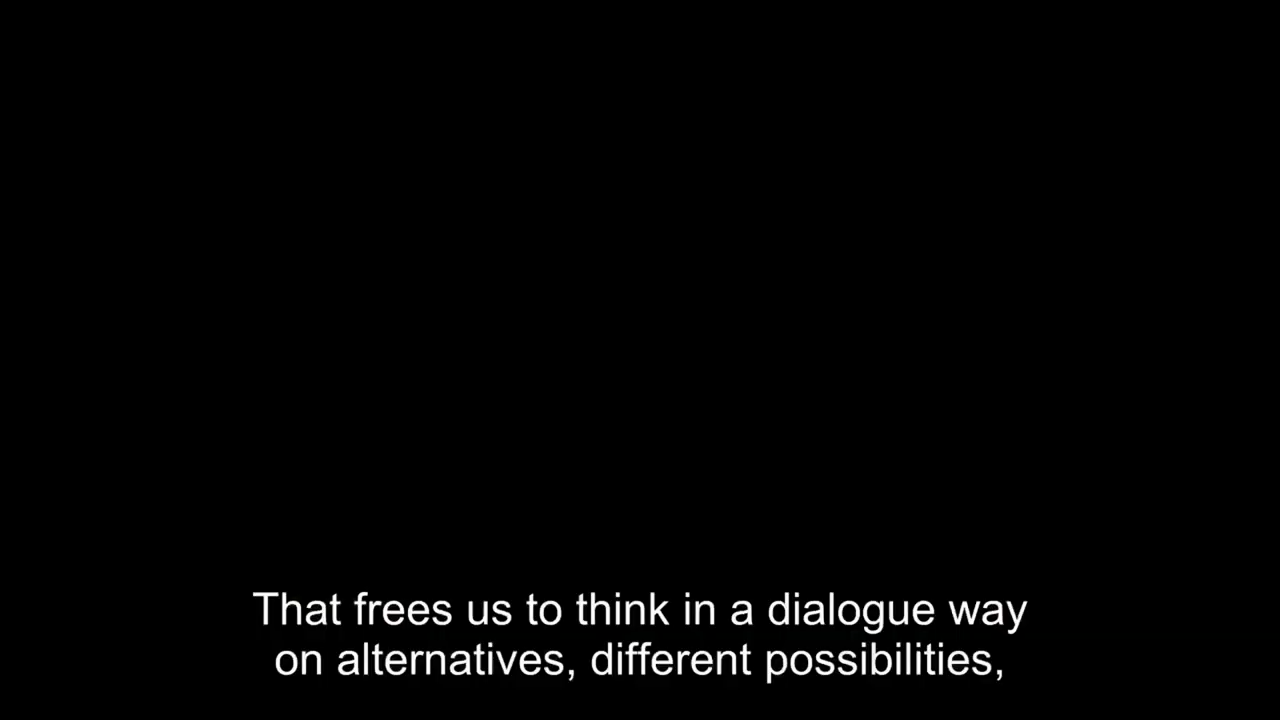 That frees us to think in a dialogue way
on alternatives, different possibilities,